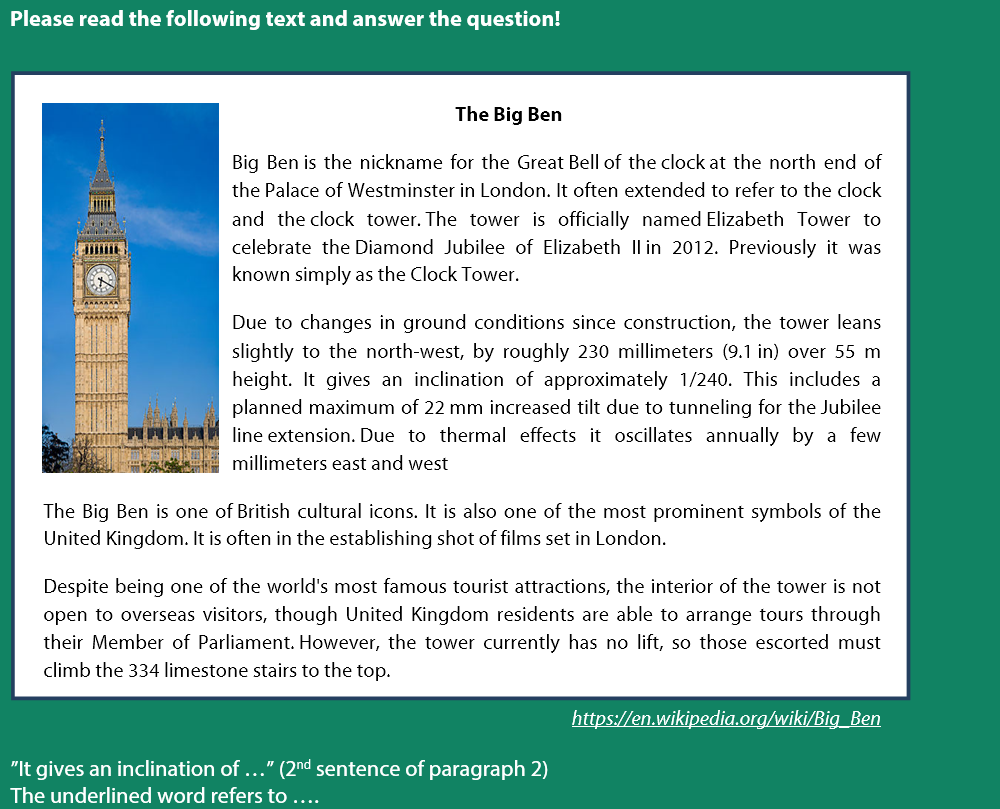 Please read the following text and answer the question!
The Big Ben
Big Ben is the nickname for the Great Bell of the clock at the north end of
the Palace of Westminster in London. It often extended to refer to the clock
and the clock tower. The tower is officially named Elizabeth Tower to
celebrate the Diamond Jubilee of Elizabeth II in 2012. Previously it was
known simply as the Clock Tower.
Due to changes in ground conditions since construction, the tower leans
slightly to the north-west, by roughly 230 millimeters (9.1 in) over 55 m
height. It gives an inclination of approximately 1/240. This includes a
planned maximum of 22 mm increased tilt due to tunneling for the Jubilee
line extension. Due to thermal effects it oscillates annually by a few
millimeters east and west
The Big Ben is one of British cultural icons. It is also one of the most prominent symbols of the
United Kingdom. It is often in the establishing shot of films set in London.
Despite being one of the world's most famous tourist attractions, the interior of the tower is not
open to overseas visitors, though United Kingdom residents are able to arrange tours through
their Member of Parliament. However, the tower currently has no lift, so those escorted must
climb the 334 limestone stairs to the top.
https://en.wikipedia.org/wiki/Big_Ben
”It gives an inclination of …” (2nd sentence of paragraph 2)
The underlined word refers to ….